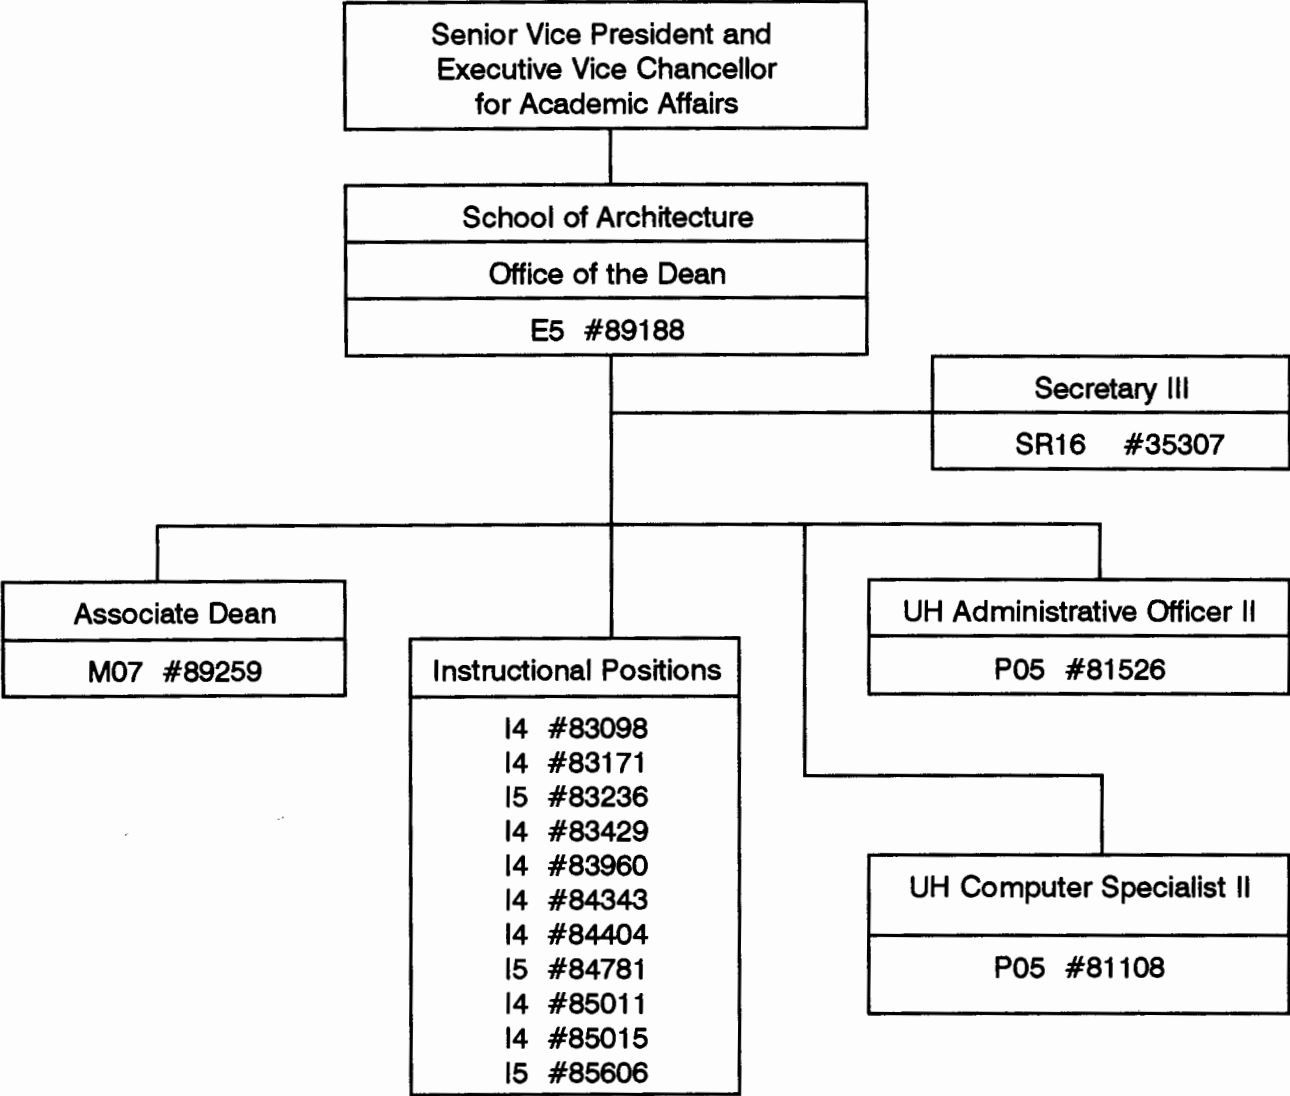 Senior Vice President and
Executive Vice Chancellor
for Academic Affairs
School of Architecture
Office of the Dean
E5 #89188
Secretary III
SR16 #35307
Associate Dean
M07 #89259
Instructional Positions
I4 #83098
I4 #83171
I5 #83236
I4 #83429
I4 #83960
I4 #84343
I4 #84404
I5 #84781
I4 #85011
I4 #85015
I5 #85606
UH Administrative Officer II
P05 #81526
UH Computer Specialist II
P05 #81108